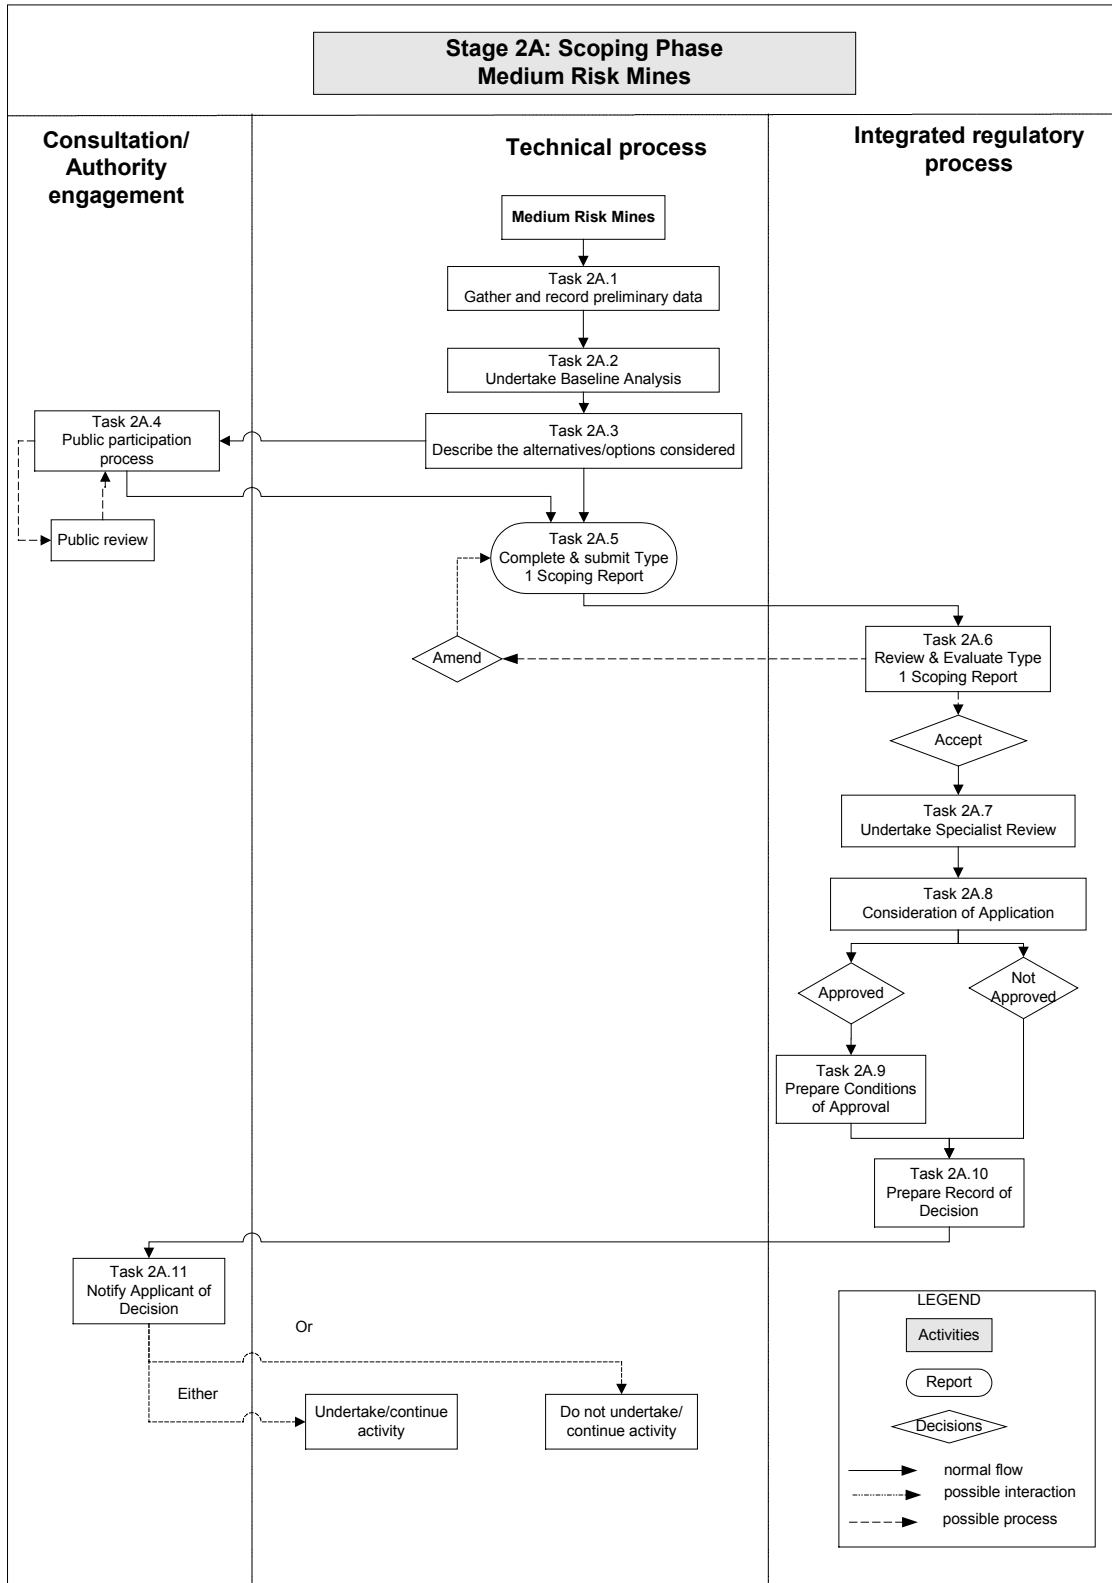 Stage 2A: Scoping Phase
Medium Risk Mines
Consultation/
Authority
engagement
Technical process
Integrated regulatory
process
Medium Risk Mines
Task 2A.1
Gather and record preliminary data
Task 2A.2
Undertake Baseline Analysis
Task 2A.3
Describe the alternatives/options considered
Task 2A.4
Public participation
process
Public review
Task 2A.5
Complete & submit Type
1 Scoping Report
Amend
Task 2A.6
Review & Evaluate Type
1 Scoping Report
Accept
Task 2A.7
Undertake Specialist Review
Task 2A.8
Consideration of Application
Approved
Not
Approved
Task 2A.9
Prepare Conditions
of Approval
Task 2A.10
Prepare Record of
Decision
Task 2A.11
Notify Applicant of
Decision
Or
Either
Undertake/continue
activity
Do not undertake/
continue activity
LEGEND
Activities
Report
Decisions
normal flow
possible interaction
possible process